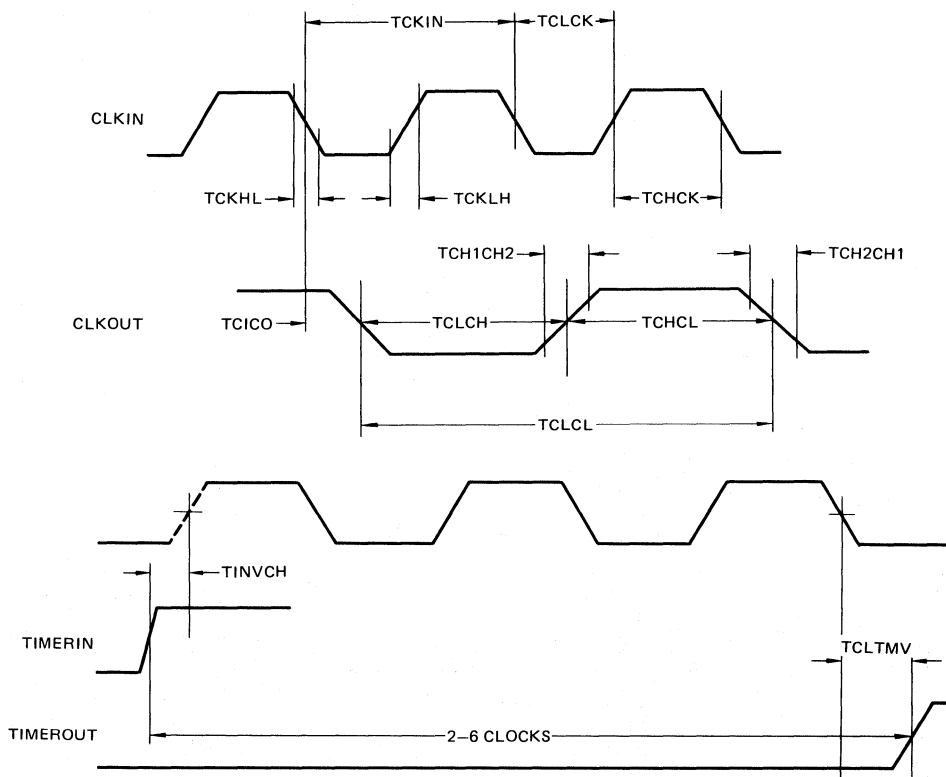 TCKIN
TCLCK
CLKIN
TCKHL
TCKLH
TCHCK
TCH1CH2
TCH2CH1
CLKOUT
TCICO
TCLCH
TCHCL
TCLCL
TINVCH
TIMERIN
TCLTMV
TIMEROUT
2–6 CLOCKS